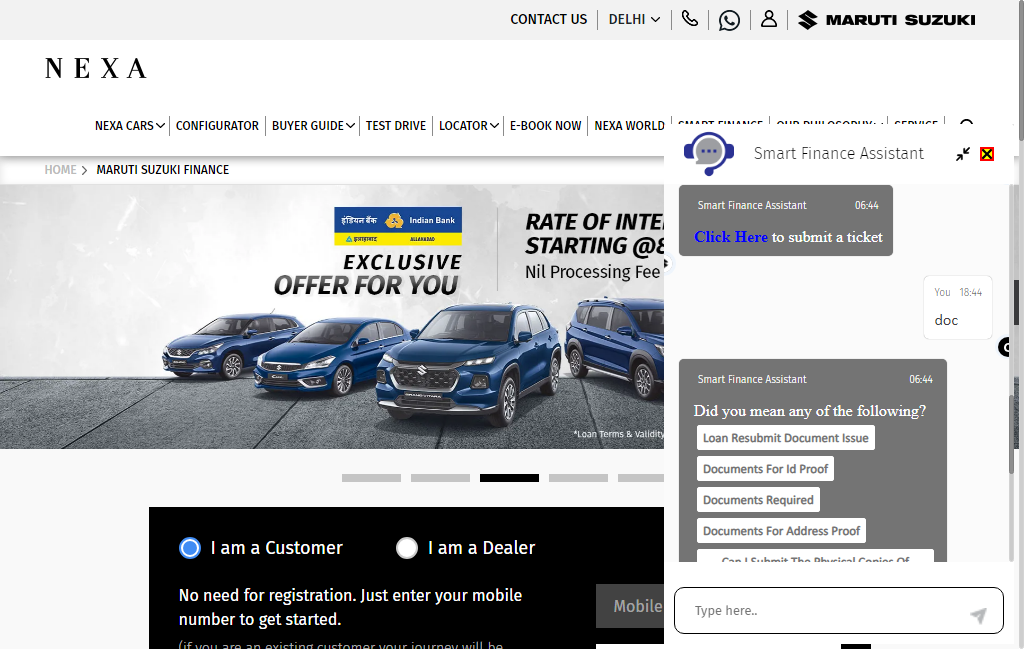 CONTACT US
DELHI
MARUTI SUZUKI
NEXA
NEXA CARS
CONFIGURATOR
BUYER GUIDE
TEST DRIVE
LOCATOR
E-BOOK NOW
NEXA WORLD
SMART FINANCE
OUR PHILOSOPHY
SERVICE
HOME
MARUTI SUZUKI FINANCE
इंडियन बैंक Indian Bank
इलाहाबाद ALLAHABAD
EXCLUSIVE
OFFER FOR YOU
RATE OF INTE
STARTING @8
Nil Processing Fee
*Loan Terms & Validity
Smart Finance Assistant
Smart Finance Assistant 06:44
Click Here to submit a ticket
You 18:44
doc
Smart Finance Assistant 06:44
Did you mean any of the following?
Loan Resubmit Document Issue
Documents For Id Proof
Documents Required
Documents For Address Proof
Can I Submit The Physical Copies Of
Type here..
I am a Customer
I am a Dealer
No need for registration. Just enter your mobile
number to get started.
(if you are an existing customer your journey will be
Mobile